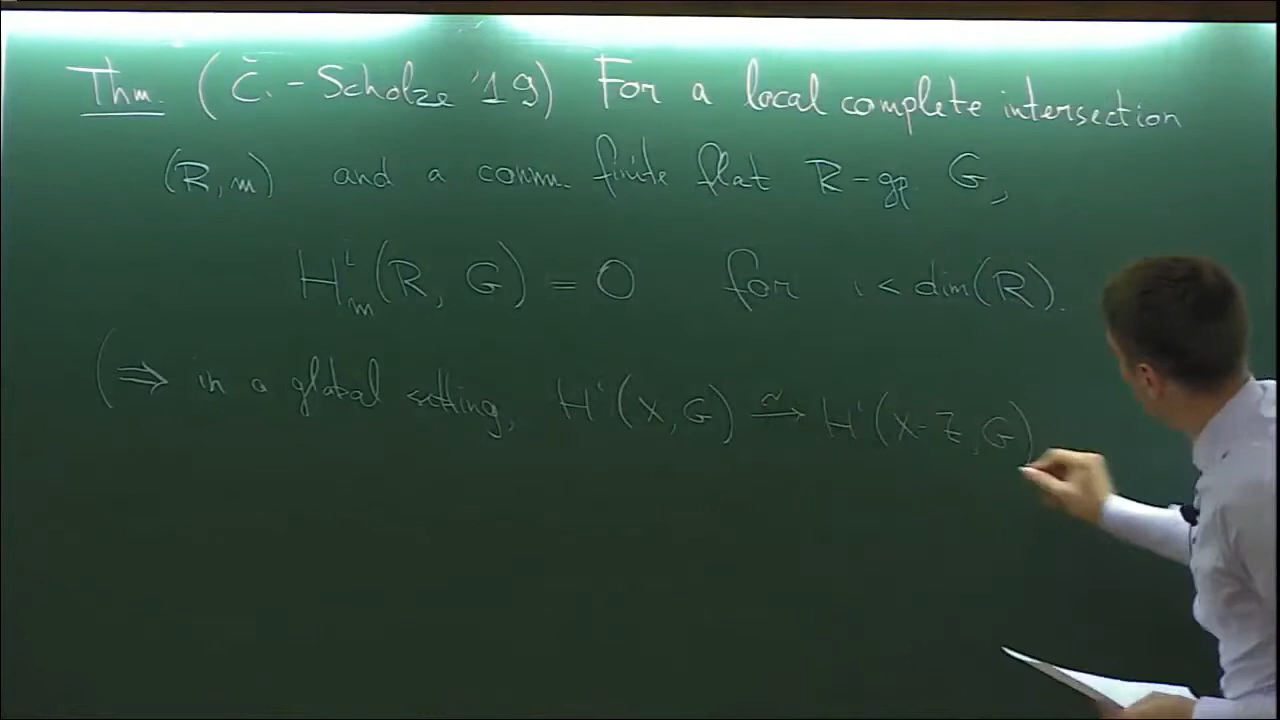 Thm. (Č. - Scholze '19) For a local complete intersection
(R, m) and a comm. finite flat R-gp. G,
H^i_m(R, G) = 0 for i < dim(R).
(⇒ in a global setting, H^i(X, G) ~→ H^i(X - Z, G)